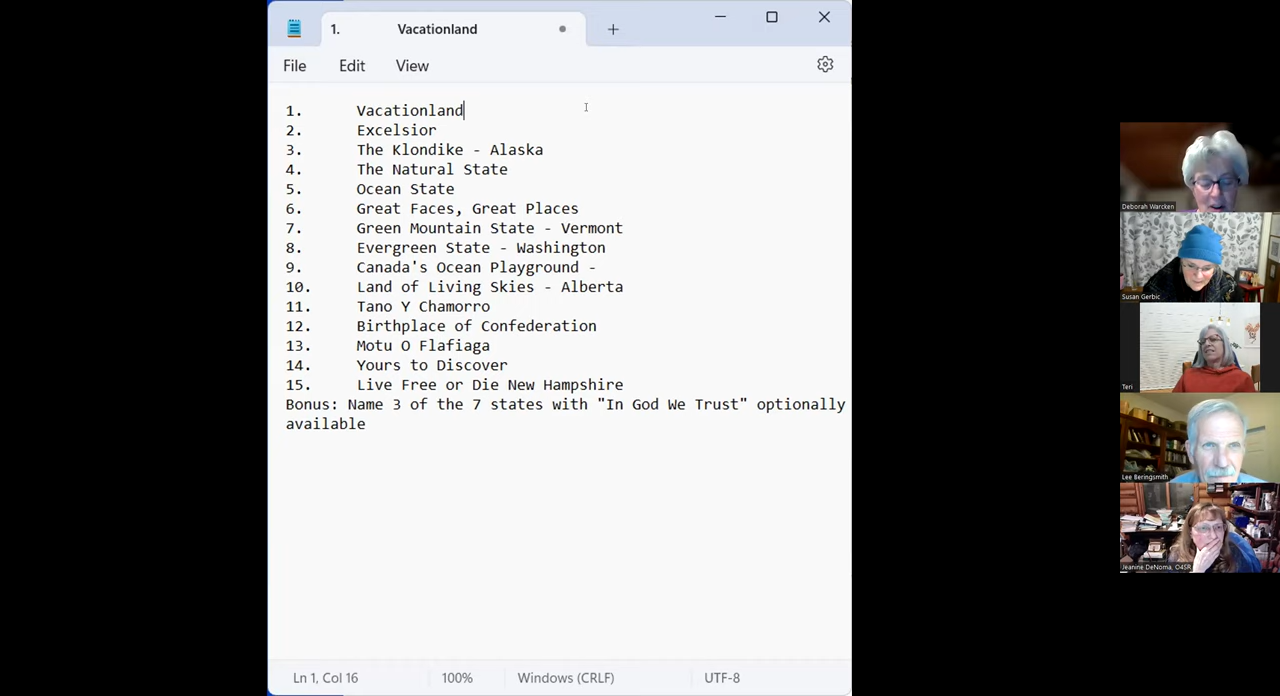 1. Vacationland
File Edit View
1. Vacationland
2. Excelsior
3. The Klondike - Alaska
4. The Natural State
5. Ocean State
6. Great Faces, Great Places
7. Green Mountain State - Vermont
8. Evergreen State - Washington
9. Canada's Ocean Playground -
10. Land of Living Skies - Alberta
11. Tano Y Chamorro
12. Birthplace of Confederation
13. Motu O Flafiaga
14. Yours to Discover
15. Live Free or Die New Hampshire
Bonus: Name 3 of the 7 states with "In God We Trust" optionally
available
Ln 1, Col 16 100% Windows (CRLF) UTF-8
Deborah Warcken
Susan Gerbic
Teri
Lee Beringsmith
Jeanine DeNoma, O4SR